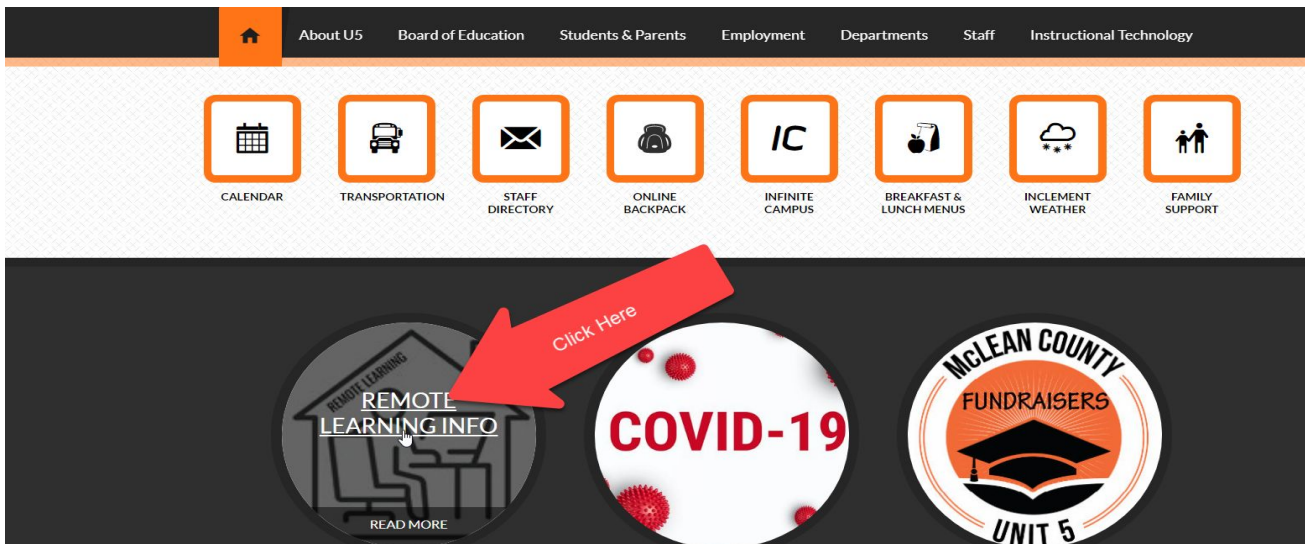 About U5 Board of Education Students & Parents Employment Departments Staff Instructional Technology
IC
CALENDAR
TRANSPORTATION
STAFF
DIRECTORY
ONLINE
BACKPACK
INFINITE
CAMPUS
BREAKFAST &
LUNCH MENUS
INCLEMENT
WEATHER
FAMILY
SUPPORT
Click Here
REMOTE LEARNING
REMOTE
LEARNING INFO
READ MORE
COVID-19
McLEAN COUNTY
FUNDRAISERS
UNIT 5